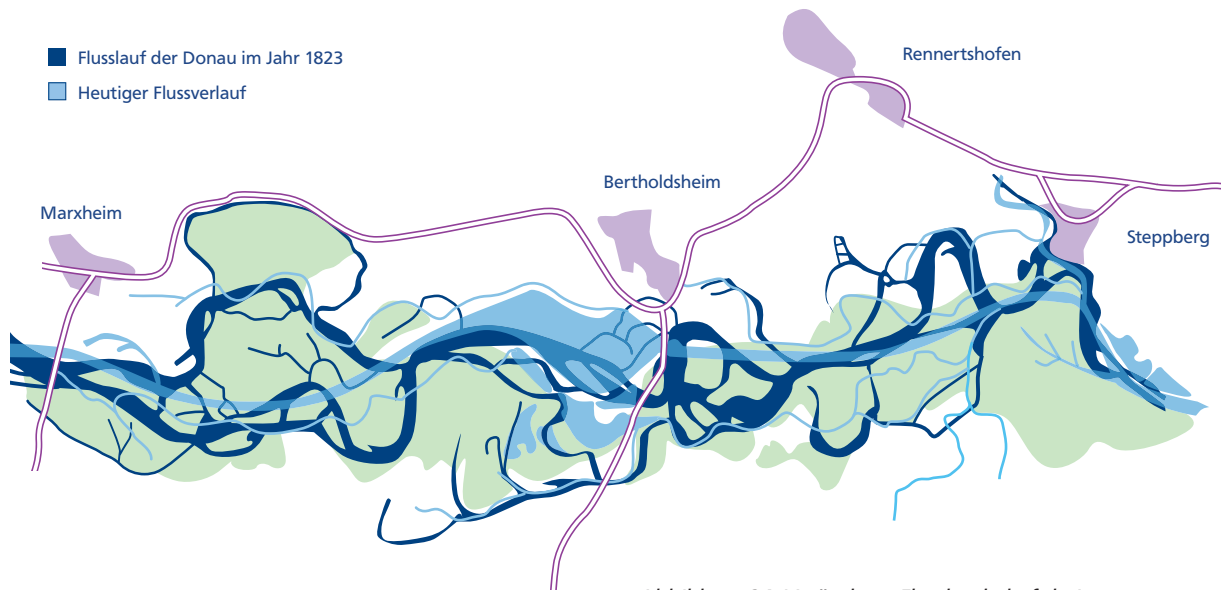 Flusslauf der Donau im Jahr 1823
Heutiger Flussverlauf
Rennertshofen
Bertholdsheim
Marxheim
Steppberg